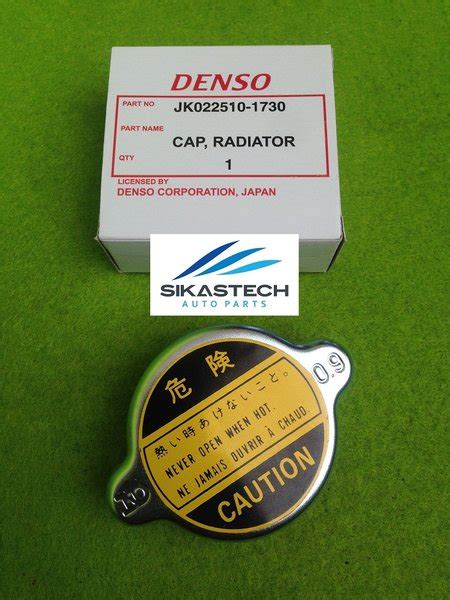 DENSO
PART NO JK022510-1730
PART NAME CAP, RADIATOR
QTY 1
LICENSED BY
DENSO CORPORATION, JAPAN
SIKASTECH
AUTO PARTS
危険
熱い時あけないこと。
NEVER OPEN WHEN HOT.
NE JAMAIS OUVRIR À CHAUD.
CAUTION
0.9